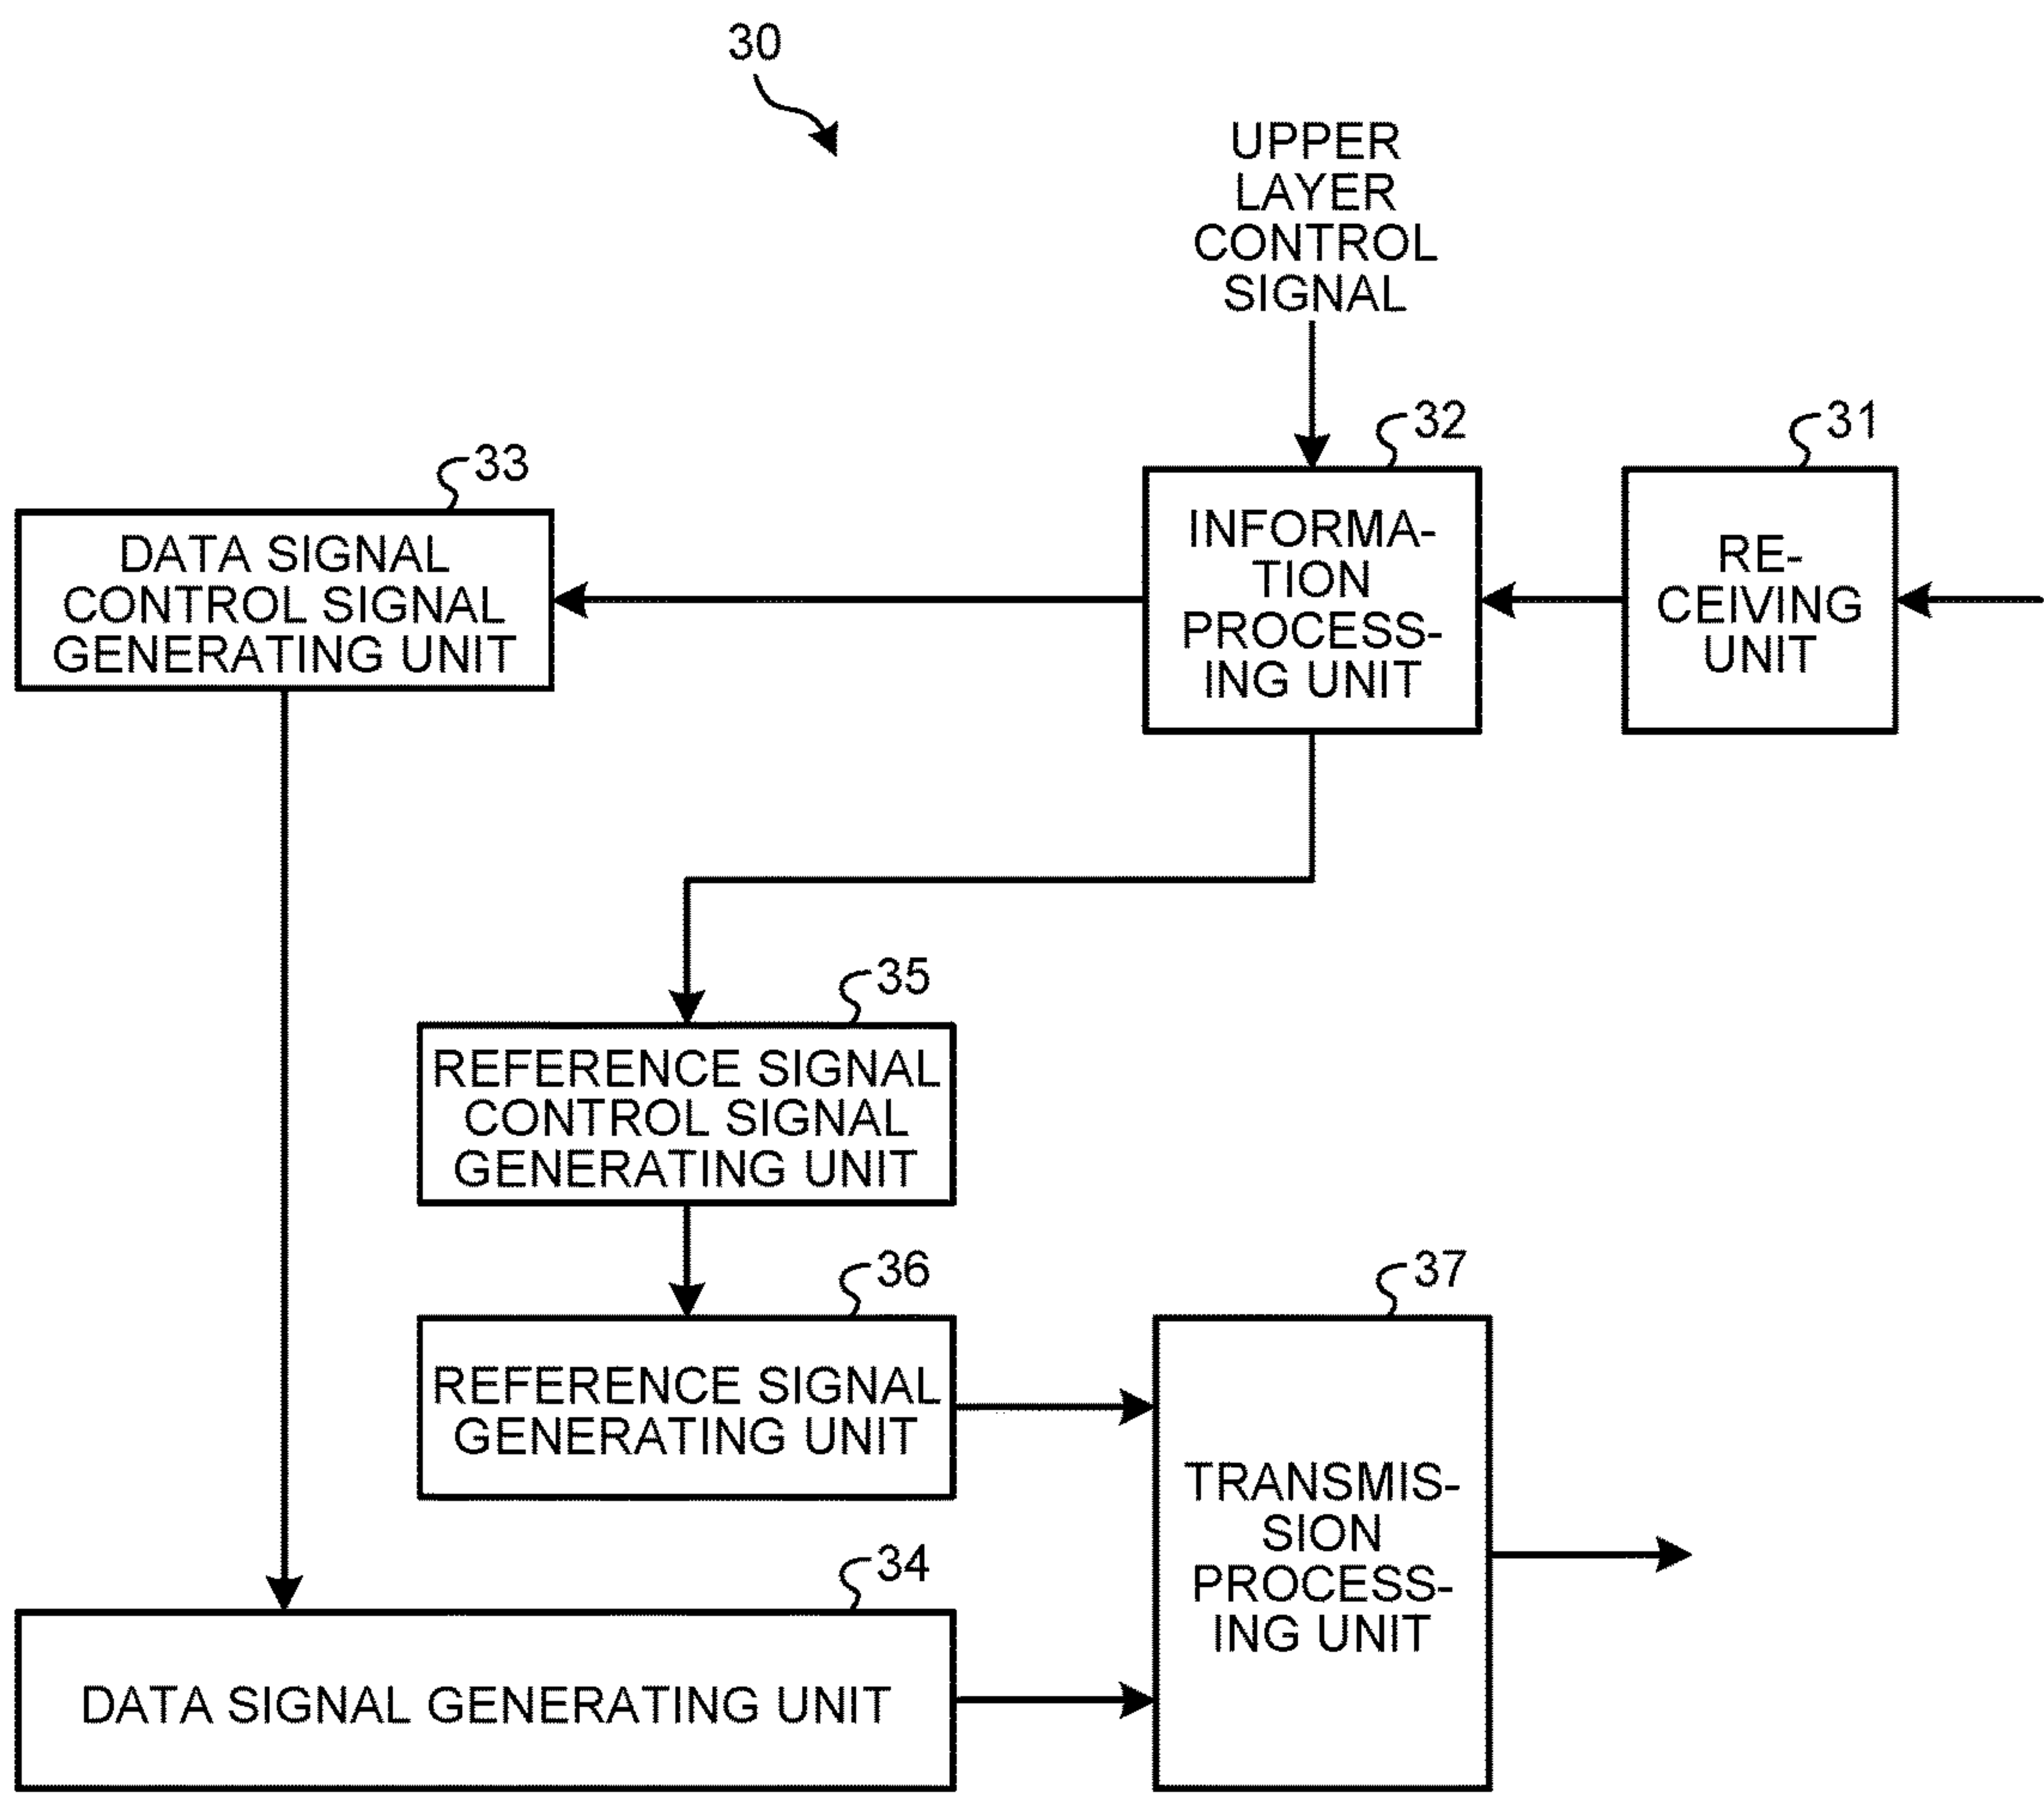 30
UPPER
LAYER
CONTROL
SIGNAL
33
32
31
DATA SIGNAL
CONTROL SIGNAL
GENERATING UNIT
INFORMA-
TION
PROCESS-
ING UNIT
RE-
CEIVING
UNIT
35
REFERENCE SIGNAL
CONTROL SIGNAL
GENERATING UNIT
36
REFERENCE SIGNAL
GENERATING UNIT
37
TRANSMIS-
SION
PROCESS-
ING UNIT
34
DATA SIGNAL GENERATING UNIT